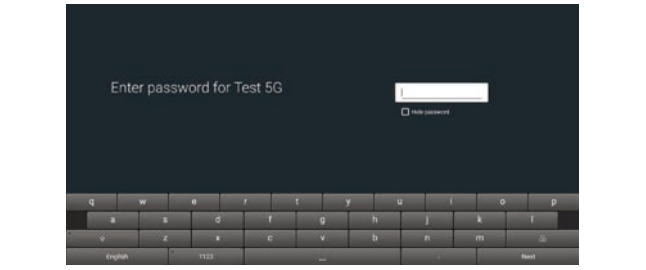 Enter password for Test 5G
Hide password
q w e r t y u i o p
a s d f g h j k l
z x c v b n m
English ?123 Next